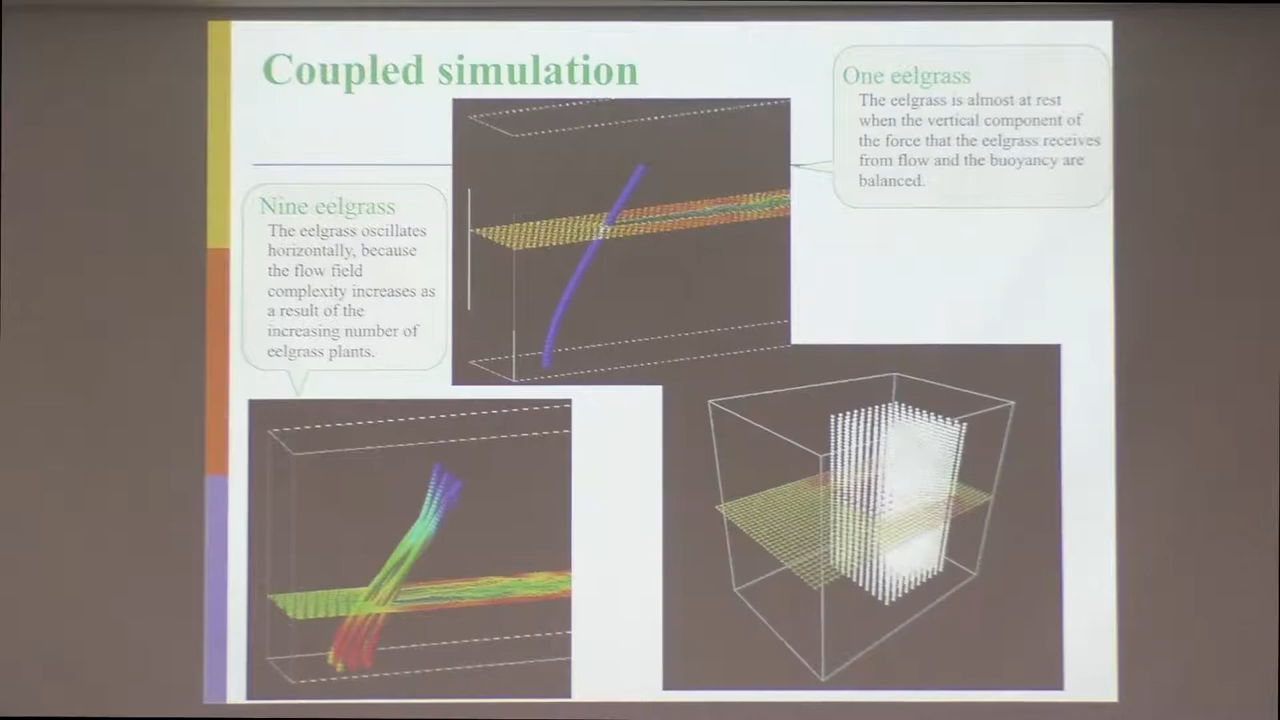 Coupled simulation
One eelgrass
The eelgrass is almost at rest
when the vertical component of
the force that the eelgrass receives
from flow and the buoyancy are
balanced.
Nine eelgrass
The eelgrass oscillates
horizontally, because
the flow field
complexity increases as
a result of the
increasing number of
eelgrass plants.